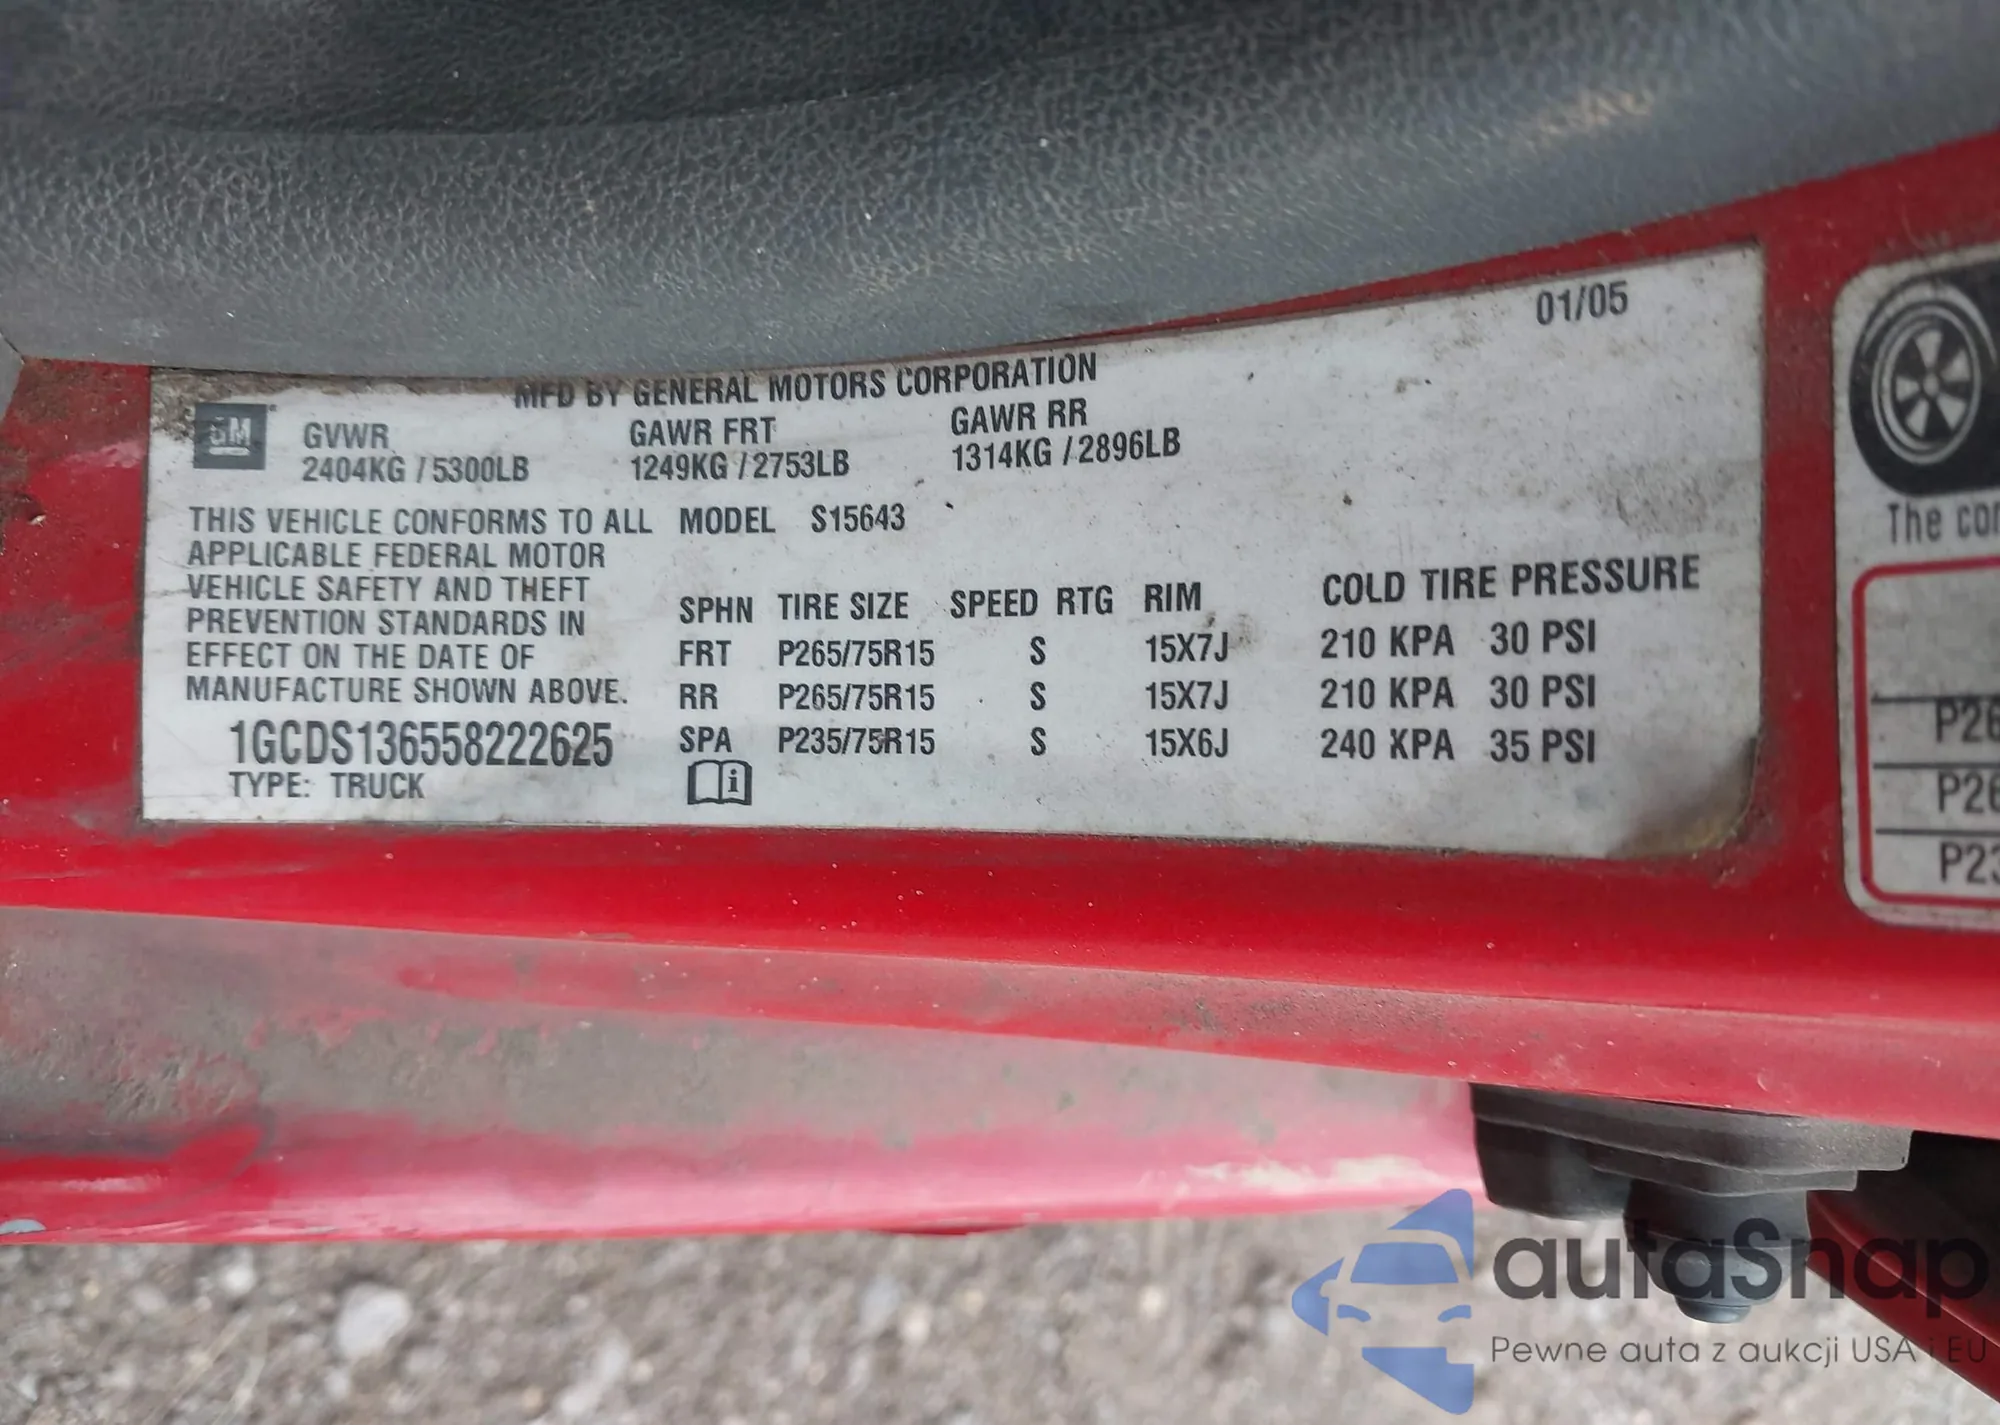 01/05
MFD BY GENERAL MOTORS CORPORATION
GM
GVWR GAWR FRT GAWR RR
2404KG / 5300LB 1249KG / 2753LB 1314KG / 2896LB
THIS VEHICLE CONFORMS TO ALL
APPLICABLE FEDERAL MOTOR
VEHICLE SAFETY AND THEFT
PREVENTION STANDARDS IN
EFFECT ON THE DATE OF
MANUFACTURE SHOWN ABOVE.
1GCDS136558222625
TYPE: TRUCK
MODEL S15643
SPHN TIRE SIZE SPEED RTG RIM COLD TIRE PRESSURE
FRT P265/75R15 S 15X7J 210 KPA 30 PSI
RR P265/75R15 S 15X7J 210 KPA 30 PSI
SPA P235/75R15 S 15X6J 240 KPA 35 PSI
i
The
P26
P26
P23
autaSnap
Pewne auta z aukcji USA i EU